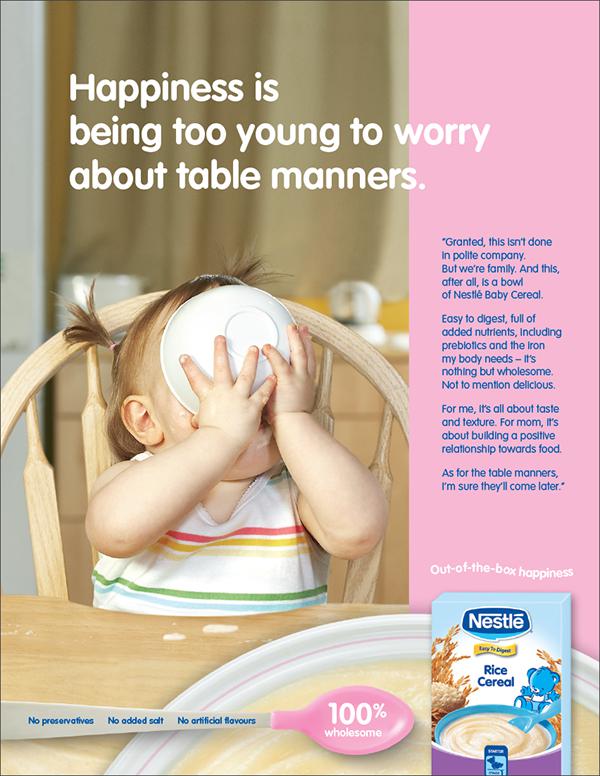 Happiness is
being too young to worry
about table manners.
"Granted, this isn't done
in polite company.
But we're family. And this,
after all, is a bowl
of Nestlé Baby Cereal.
Easy to digest, full of
added nutrients, including
prebiotics and the iron
my body needs – it's
nothing but wholesome.
Not to mention delicious.
For me, it's all about taste
and texture. For mom, it's
about building a positive
relationship towards food.
As for the table manners,
I'm sure they'll come later."
Out-of-the-box happiness
Nestlé
Easy To Digest
Rice
Cereal
STARTER
No preservatives No added salt No artificial flavours
100%
wholesome